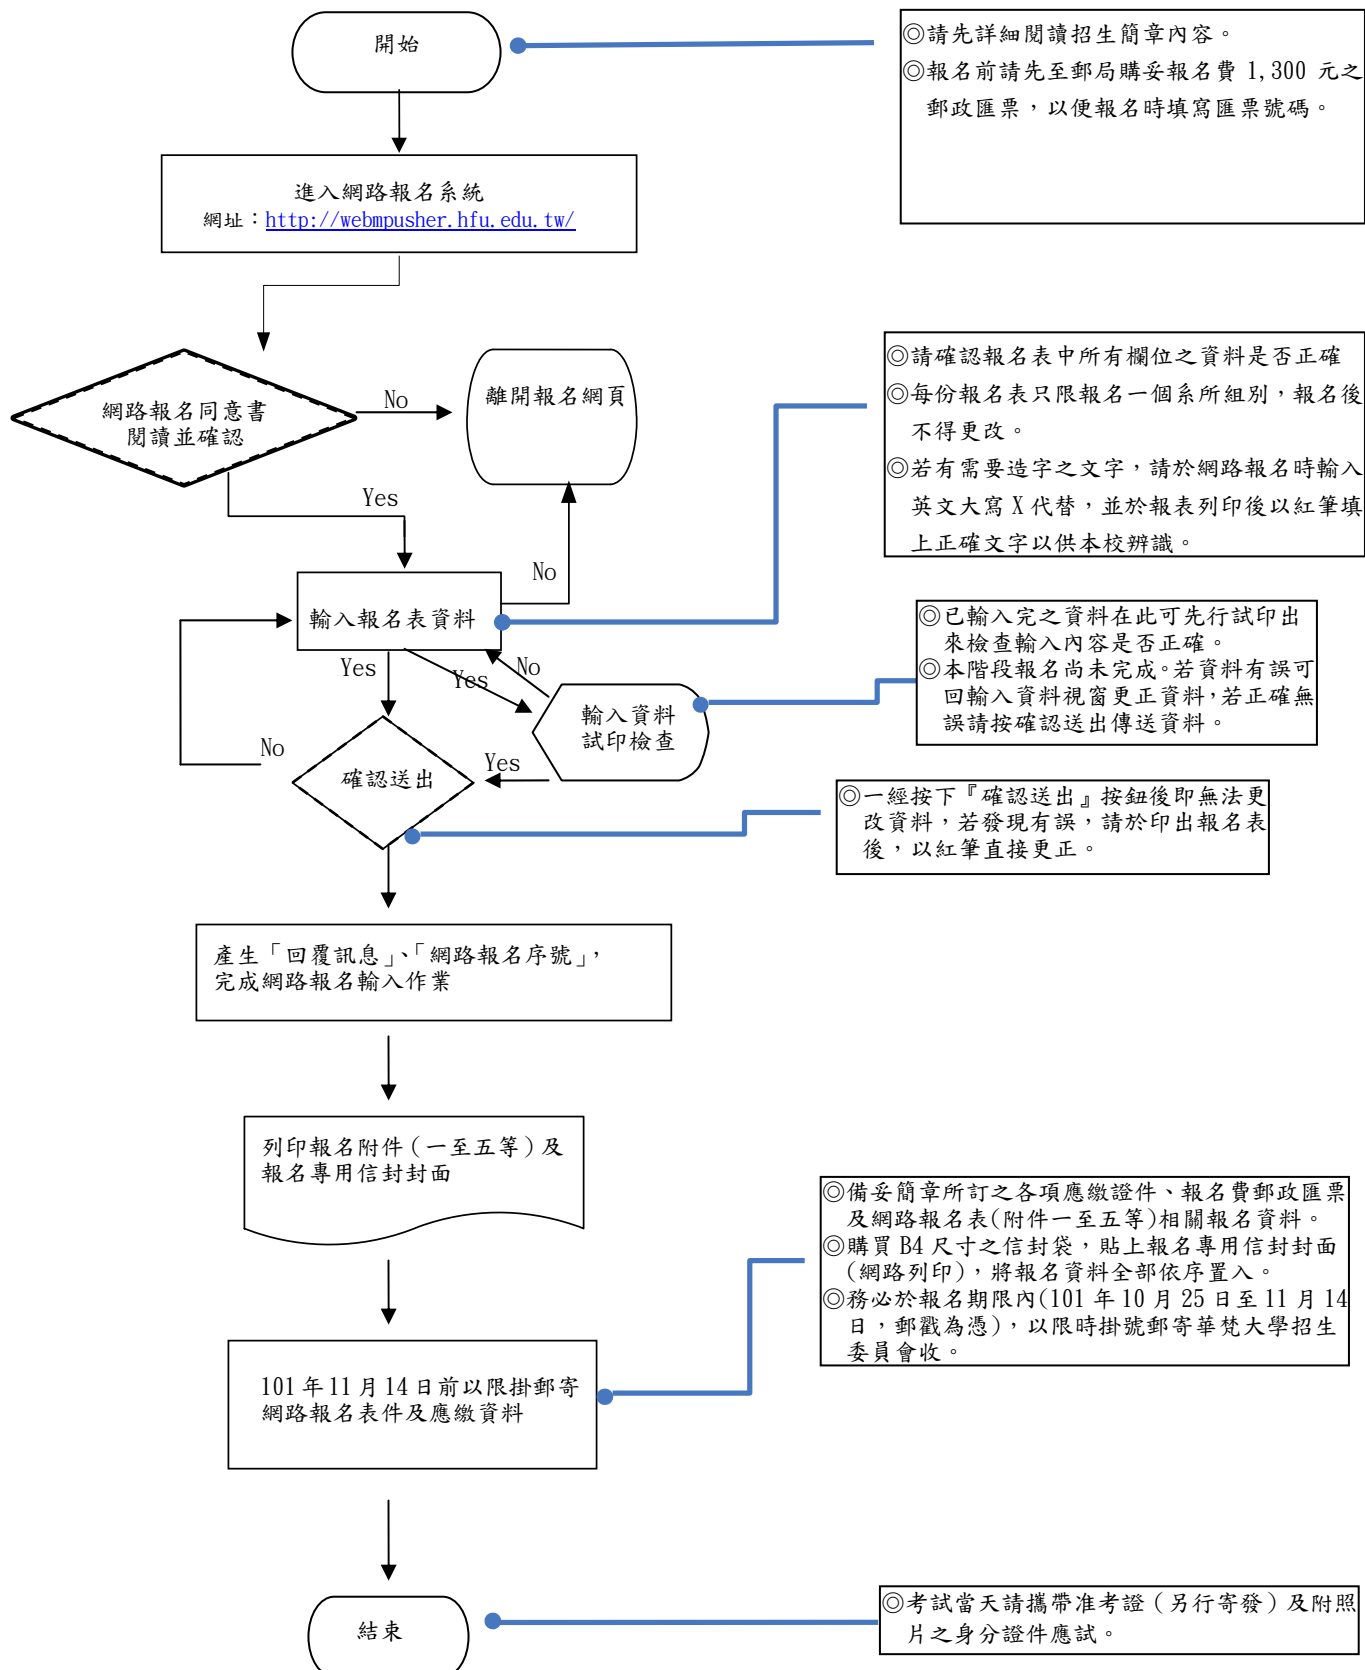 開始
◎請先詳細閱讀招生簡章內容。
◎報名前請先至郵局購妥報名費 1,300 元之
郵政匯票，以便報名時填寫匯票號碼。
進入網路報名系統
網址：http://webmpusher.hfu.edu.tw/
網路報名同意書
閱讀並確認
No
離開報名網頁
◎請確認報名表中所有欄位之資料是否正確
◎每份報名表只限報名一個系所組別，報名後
不得更改。
◎若有需要造字之文字，請於網路報名時輸入
英文大寫 X 代替，並於報表列印後以紅筆填
上正確文字以供本校辨識。
Yes
No
輸入報名表資料
Yes
Yes
No
◎已輸入完之資料在此可先行試印出
來檢查輸入內容是否正確。
◎本階段報名尚未完成。若資料有誤可
回輸入資料視窗更正資料，若正確無
誤請按確認送出傳送資料。
輸入資料
試印檢查
No
Yes
確認送出
◎一經按下『確認送出』按鈕後即無法更
改資料，若發現有誤，請於印出報名表
後，以紅筆直接更正。
產生「回覆訊息」、「網路報名序號」，
完成網路報名輸入作業
列印報名附件（一至五等）及
報名專用信封封面
◎備妥簡章所訂之各項應繳證件、報名費郵政匯票
及網路報名表(附件一至五等)相關報名資料。
◎購買 B4 尺寸之信封袋，貼上報名專用信封封面
(網路列印)，將報名資料全部依序置入。
◎務必於報名期限內(101 年 10 月 25 日至 11 月 14
日，郵戳為憑)，以限時掛號郵寄華梵大學招生
委員會收。
101 年 11 月 14 日前以限掛郵寄
網路報名表件及應繳資料
結束
◎考試當天請攜帶准考證（另行寄發）及附照
片之身分證件應試。